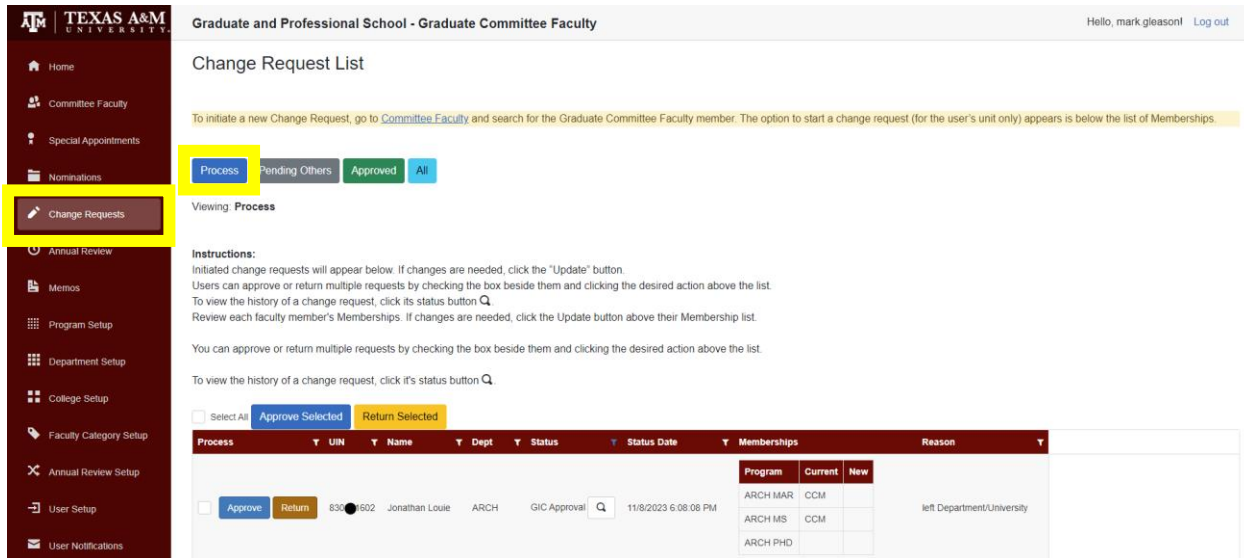 TEXAS A&M
UNIVERSITY.
Graduate and Professional School - Graduate Committee Faculty
Hello, mark.gleason! Log out
Home
Committee Faculty
Special Appointments
Nominations
Change Requests
Annual Review
Memos
Program Setup
Department Setup
College Setup
Faculty Category Setup
Annual Review Setup
User Setup
User Notifications
Change Request List
To initiate a new Change Request, go to Committee Faculty and search for the Graduate Committee Faculty member. The option to start a change request (for the user's unit only) appears is below the list of Memberships.
Process Pending Others Approved All
Viewing: Process
Instructions:
Initiated change requests will appear below. If changes are needed, click the "Update" button.
Users can approve or return multiple requests by checking the box beside them and clicking the desired action above the list.
To view the history of a change request, click its status button.
Review each faculty member's Memberships. If changes are needed, click the Update button above their Membership list.
You can approve or return multiple requests by checking the box beside them and clicking the desired action above the list.
To view the history of a change request, click it's status button.
Select All Approve Selected Return Selected
Process UIN Name Dept Status Status Date Memberships Reason
Approve Return 830 1602 Jonathan Louie ARCH GIC Approval 11/8/2023 6:08:08 PM
Program Current New
ARCH MAR CCM
ARCH MS CCM
ARCH PHD
left Department/University